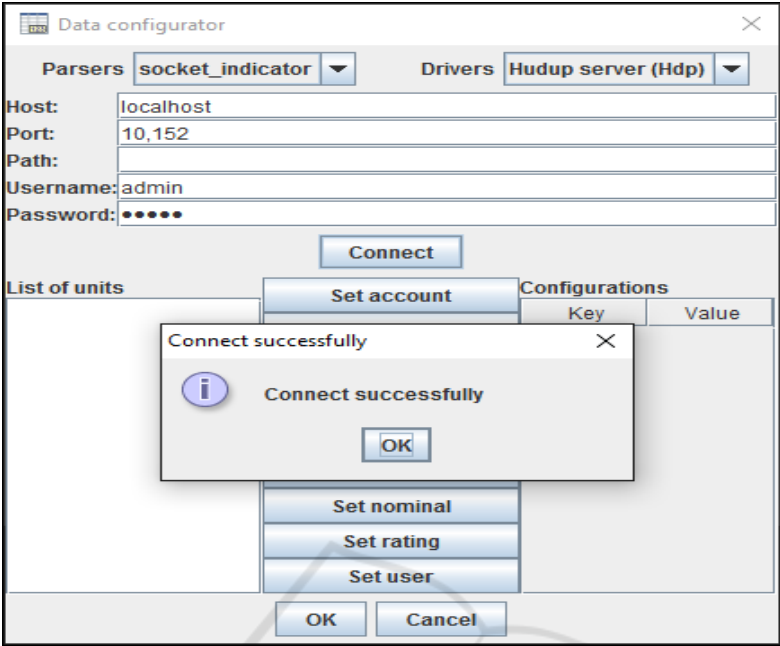 Data configurator
Parsers socket_indicator Drivers Hudup server (Hdp)
Host: localhost
Port: 10,152
Path:
Username: admin
Password: •••••
Connect
List of units
Set account
Configurations
Key Value
Connect successfully
Connect successfully
OK
Set nominal
Set rating
Set user
OK Cancel